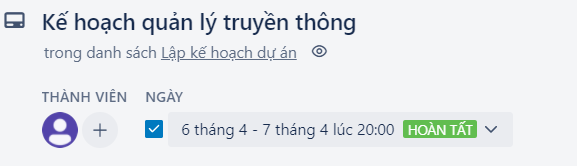 Kế hoạch quản lý truyền thông
trong danh sách Lập kế hoạch dự án
THÀNH VIÊN NGÀY
6 tháng 4 - 7 tháng 4 lúc 20:00 HOÀN TẤT